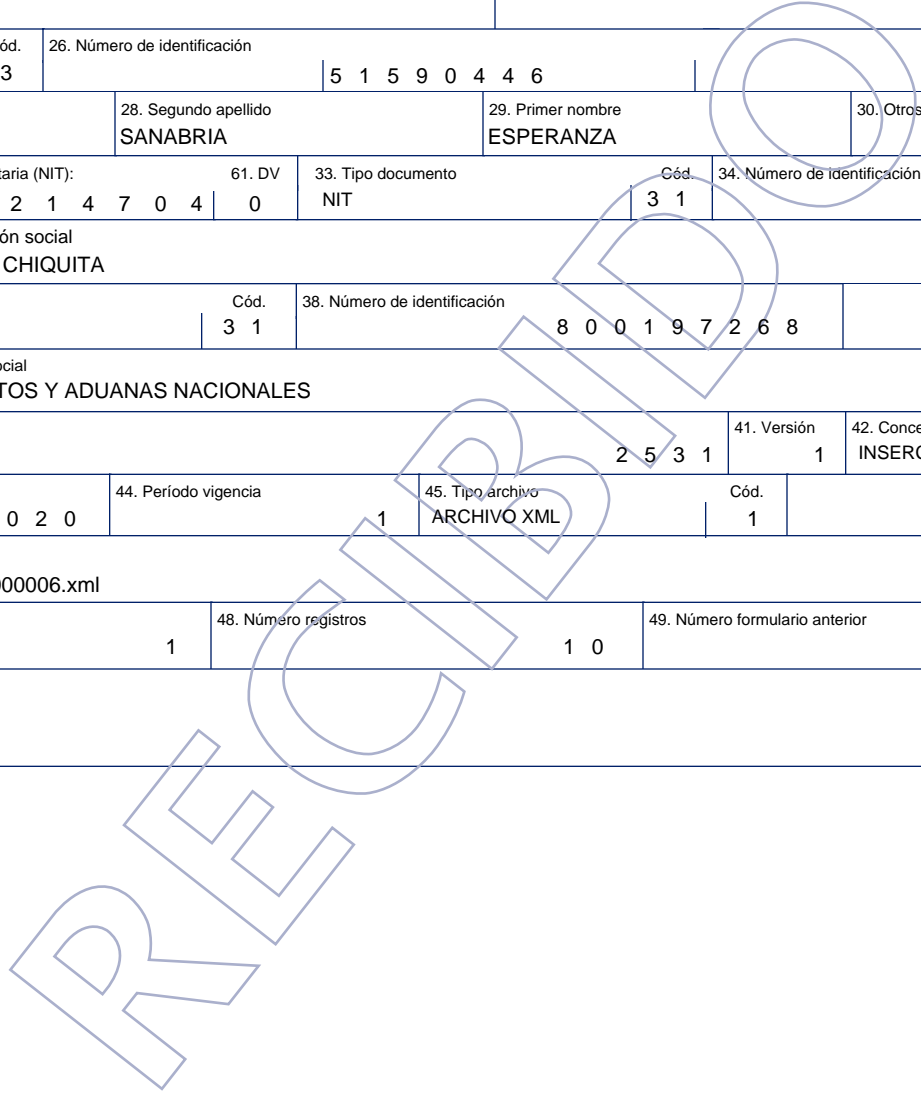 ód. 26. Número de identificación
3 5 1 5 9 0 4 4 6
28. Segundo apellido 29. Primer nombre 30. Otros
SANABRIA ESPERANZA
taria (NIT): 61. DV 33. Tipo documento Cód. 34. Número de identificación
2 1 4 7 0 4 0 NIT 3 1
ón social
CHIQUITA
Cód. 38. Número de identificación
3 1 8 0 0 1 9 7 2 6 8
ocial
TOS Y ADUANAS NACIONALES
41. Versión 42. Conce
2 5 3 1 1 INSERC
44. Período vigencia 45. Tipo archivo Cód.
0 2 0 1 ARCHIVO XML 1
000006.xml
48. Número registros 49. Número formulario anterior
1 1 0
RECIBIDO